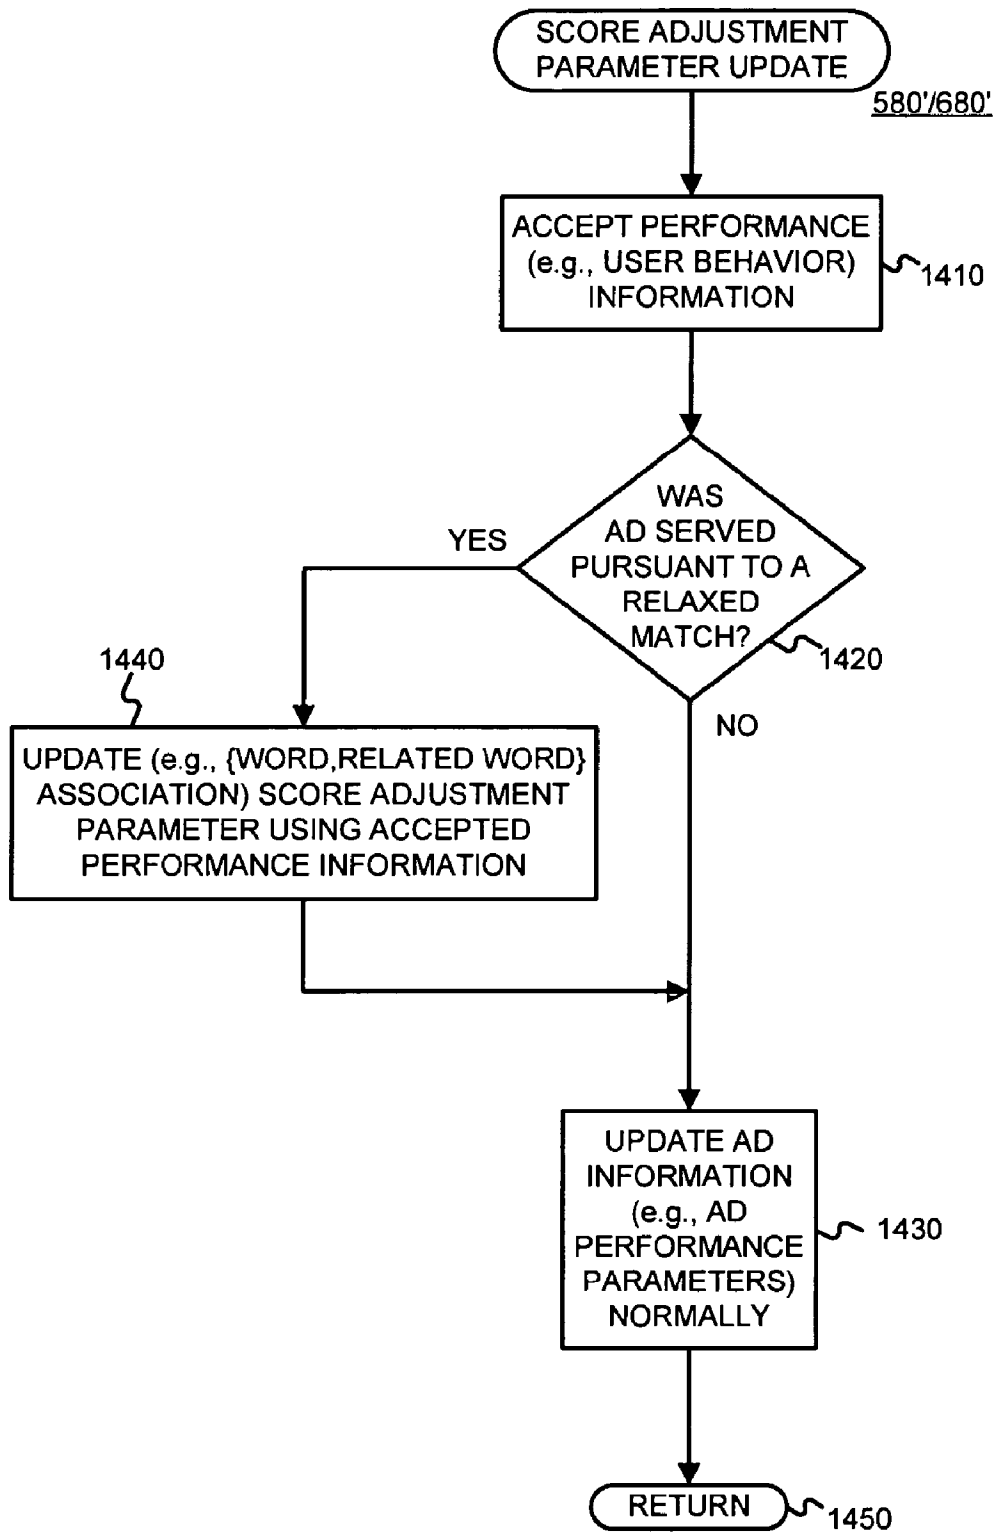 SCORE ADJUSTMENT
PARAMETER UPDATE
580'/680'
ACCEPT PERFORMANCE
(e.g., USER BEHAVIOR)
INFORMATION
1410
WAS
AD SERVED
PURSUANT TO A
RELAXED
MATCH?
YES
1420
NO
1440
UPDATE (e.g., {WORD,RELATED WORD}
ASSOCIATION) SCORE ADJUSTMENT
PARAMETER USING ACCEPTED
PERFORMANCE INFORMATION
UPDATE AD
INFORMATION
(e.g., AD
PERFORMANCE
PARAMETERS)
NORMALLY
1430
RETURN
1450